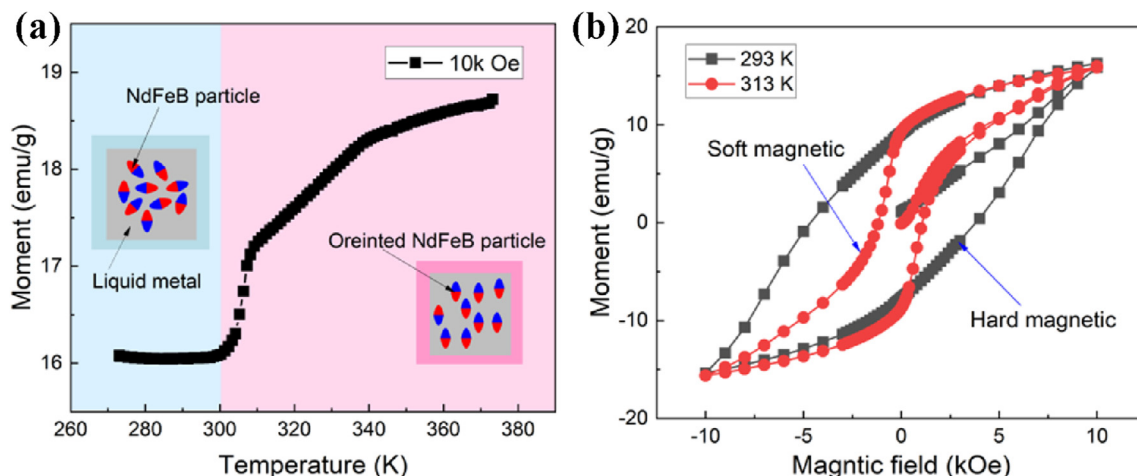 (a)
Moment (emu/g)
19
18
17
16
260 280 300 320 340 360 380
Temperature (K)
10k Oe
NdFeB particle
Liquid metal
Oreinted NdFeB particle
(b)
Moment (emu/g)
20
10
0
-10
-20
-10 -5 0 5 10
Magntic field (kOe)
293 K
313 K
Soft magnetic
Hard magnetic